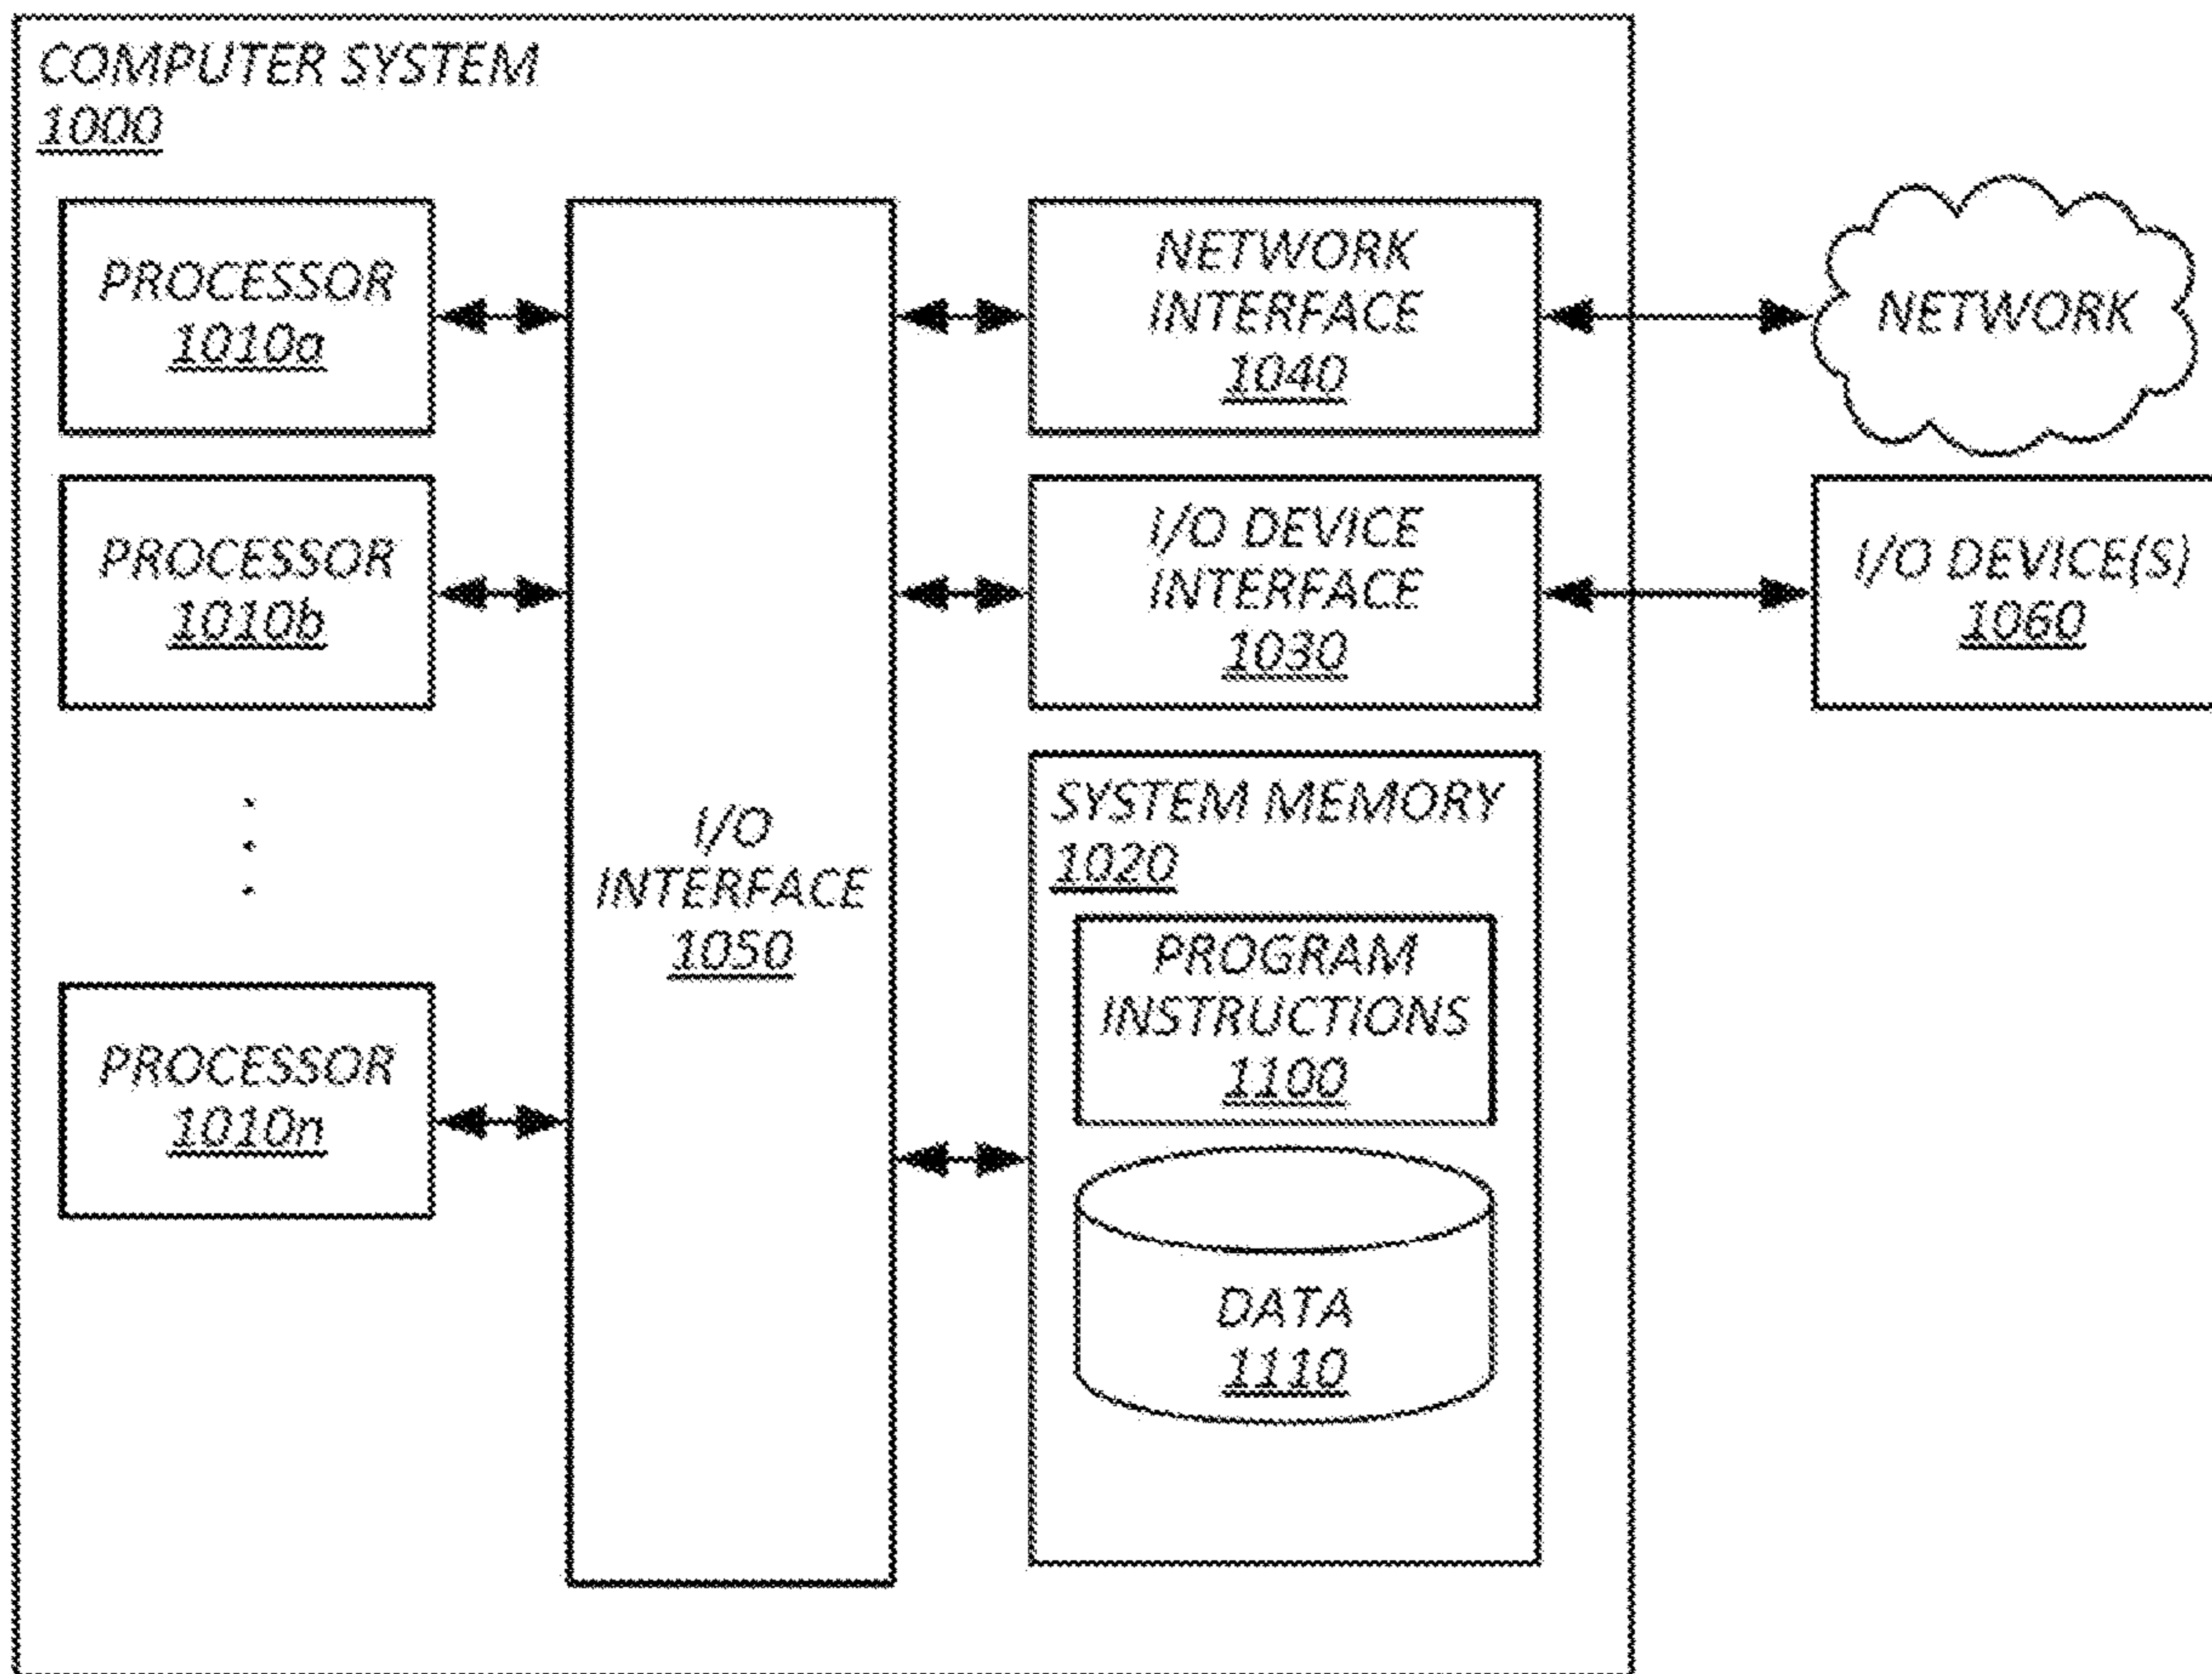 COMPUTER SYSTEM
1000
PROCESSOR
1010a
PROCESSOR
1010b
PROCESSOR
1010n
I/O
INTERFACE
1050
NETWORK
INTERFACE
1040
I/O DEVICE
INTERFACE
1030
SYSTEM MEMORY
1020
PROGRAM
INSTRUCTIONS
1100
DATA
1110
NETWORK
I/O DEVICE(S)
1060